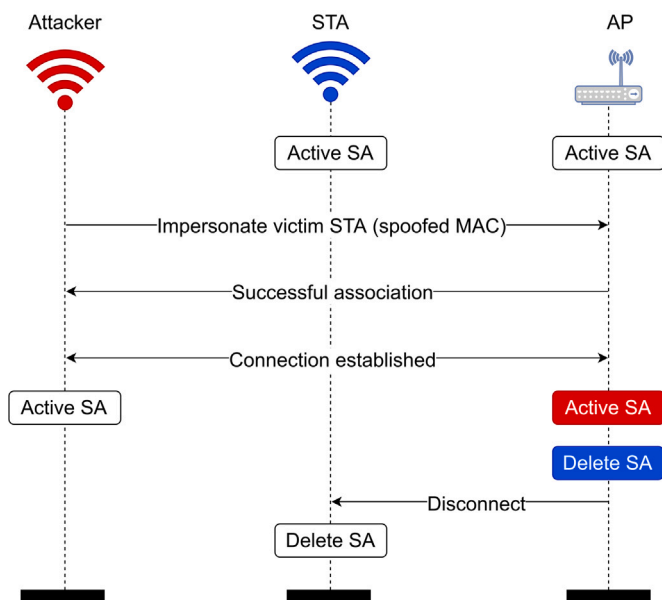 Attacker
STA
AP
Active SA
Active SA
Impersonate victim STA (spoofed MAC)
Successful association
Connection established
Active SA
Active SA
Delete SA
Disconnect
Delete SA